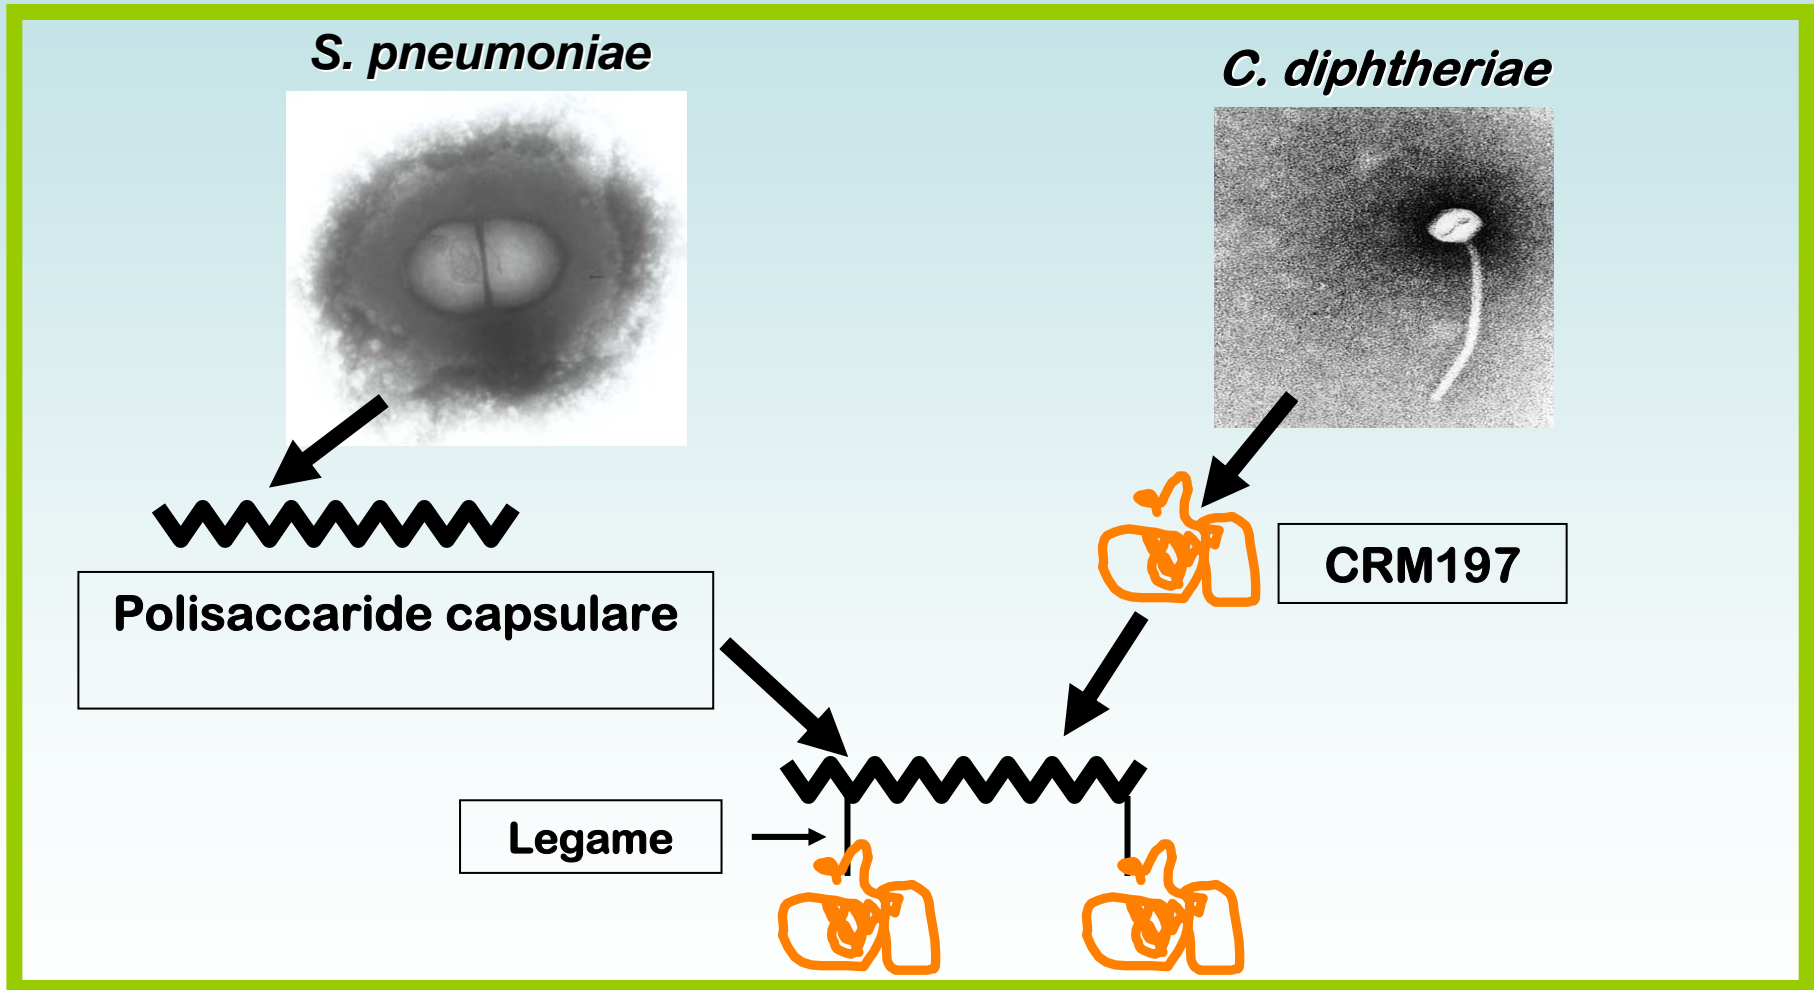 S. pneumoniae
C. diphtheriae
CRM197
Polisaccaride capsulare
Legame